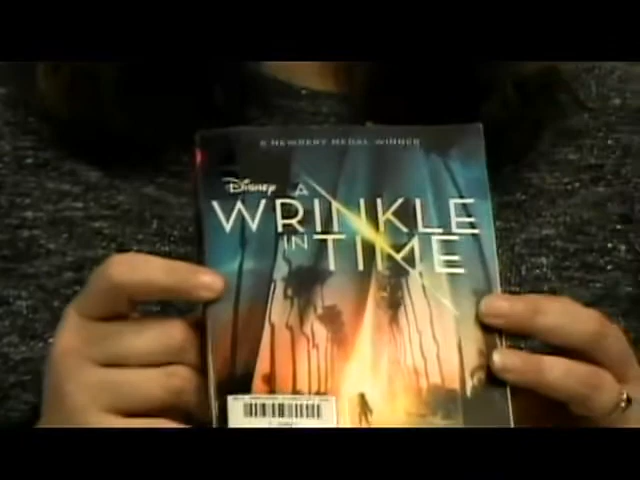 A NEWBERY MEDAL WINNER
Disney
A
WRINKLE
IN TIME